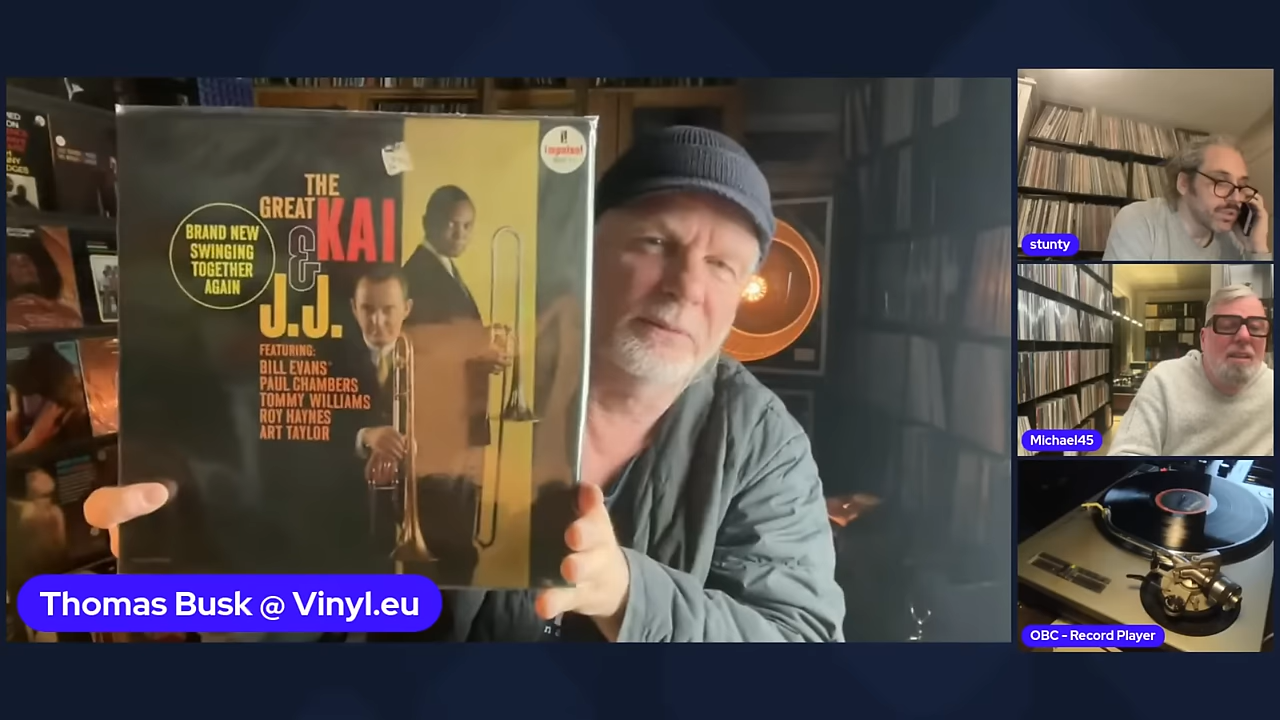 THE
GREAT KAI
&
J.J.
BRAND NEW
SWINGING
TOGETHER
AGAIN
FEATURING:
BILL EVANS
PAUL CHAMBERS
TOMMY WILLIAMS
ROY HAYNES
ART TAYLOR
impulse!
Thomas Busk @ Vinyl.eu
stunty
Michael45
OBC - Record Player